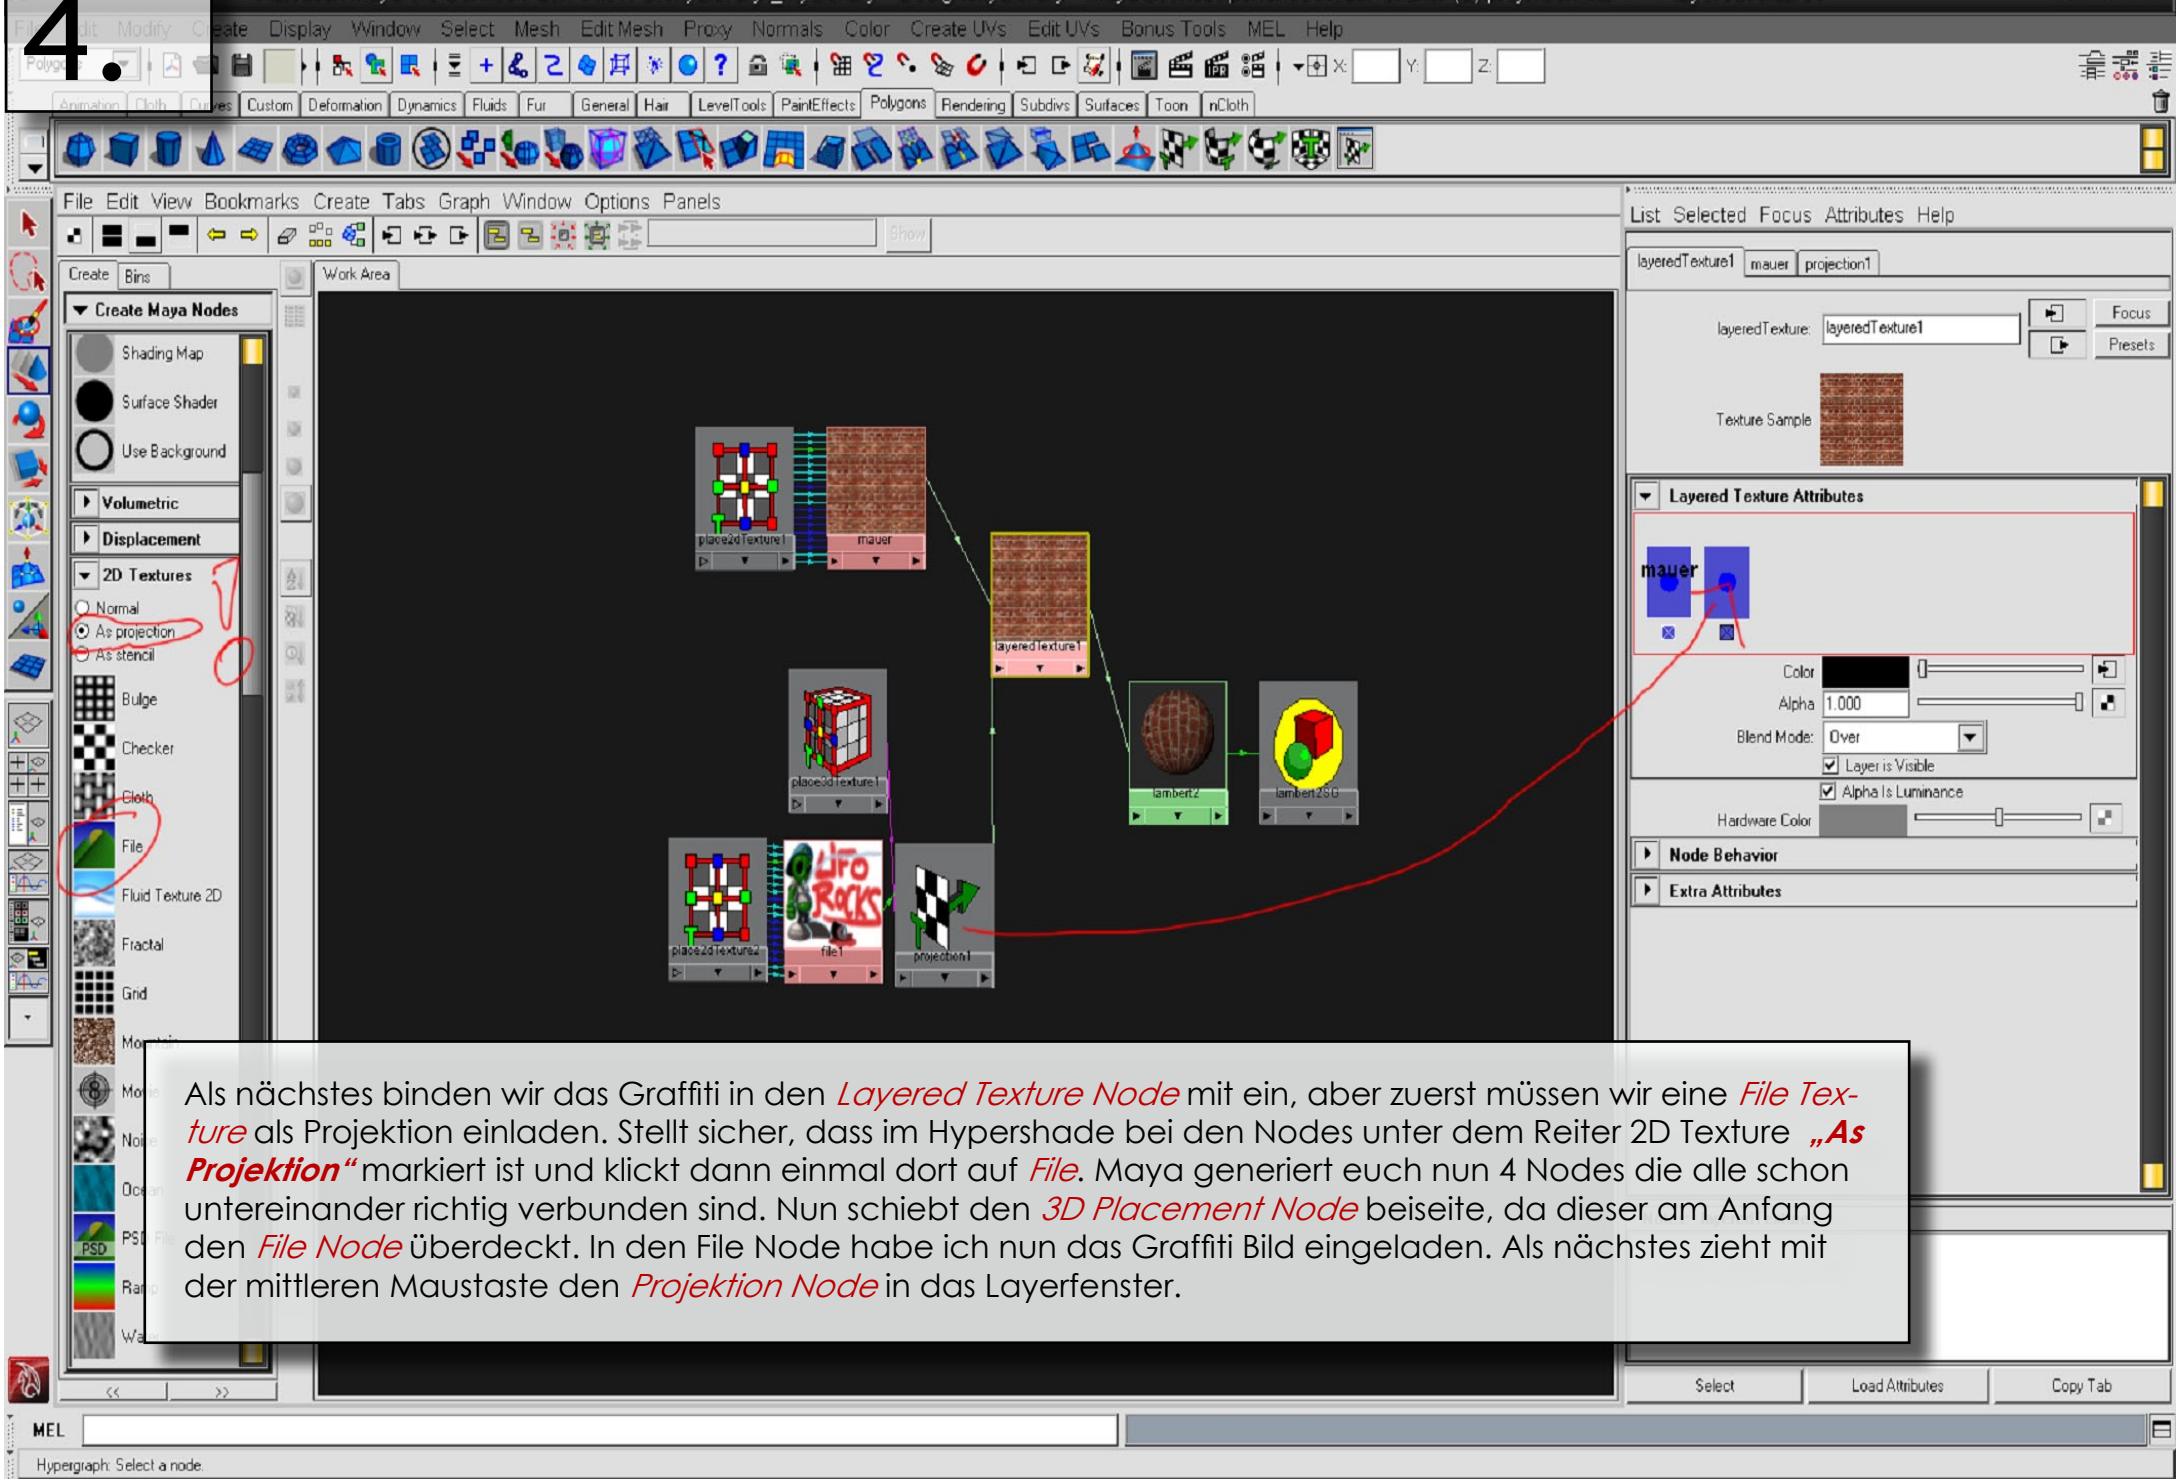 4.
Modify Create Display Window Select Mesh Edit Mesh Proxy Normals Color Create UVs Edit UVs Bonus Tools MEL Help
X: Y: Z:
Animation Cloth Curves Custom Deformation Dynamics Fluids Fur General Hair LevelTools PaintEffects Polygons Rendering Subdivs Surfaces Toon nCloth
File Edit View Bookmarks Create Tabs Graph Window Options Panels
Show
Create Bins
Work Area
Create Maya Nodes
Shading Map
Surface Shader
Use Background
Volumetric
Displacement
2D Textures
Normal
As projection
As stencil
Bulge
Checker
Cloth
File
Fluid Texture 2D
Fractal
Grid
Mountain
PSD
<< >>
place2dTexture1 mauer
layeredTexture1
place3dTexture1
lambert2 lambert2SG
UFO
ROCKS
place2dTexture2 file1 projection1
List Selected Focus Attributes Help
layeredTexture1 mauer projection1
layeredTexture: layeredTexture1
Focus
Presets
Texture Sample
Layered Texture Attributes
mauer
Color
Alpha 1.000
Blend Mode: Over
Layer is Visible
Alpha Is Luminance
Hardware Color
Node Behavior
Extra Attributes
Als nächstes binden wir das Graffiti in den Layered Texture Node mit ein, aber zuerst müssen wir eine File Tex-
ture als Projektion einladen. Stellt sicher, dass im Hypershade bei den Nodes unter dem Reiter 2D Texture „As
Projektion“ markiert ist und klickt dann einmal dort auf File. Maya generiert euch nun 4 Nodes die alle schon
untereinander richtig verbunden sind. Nun schiebt den 3D Placement Node beiseite, da dieser am Anfang
den File Node überdeckt. In den File Node habe ich nun das Graffiti Bild eingeladen. Als nächstes zieht mit
der mittleren Maustaste den Projektion Node in das Layerfenster.
Select Load Attributes Copy Tab
MEL
Hypergraph: Select a node.